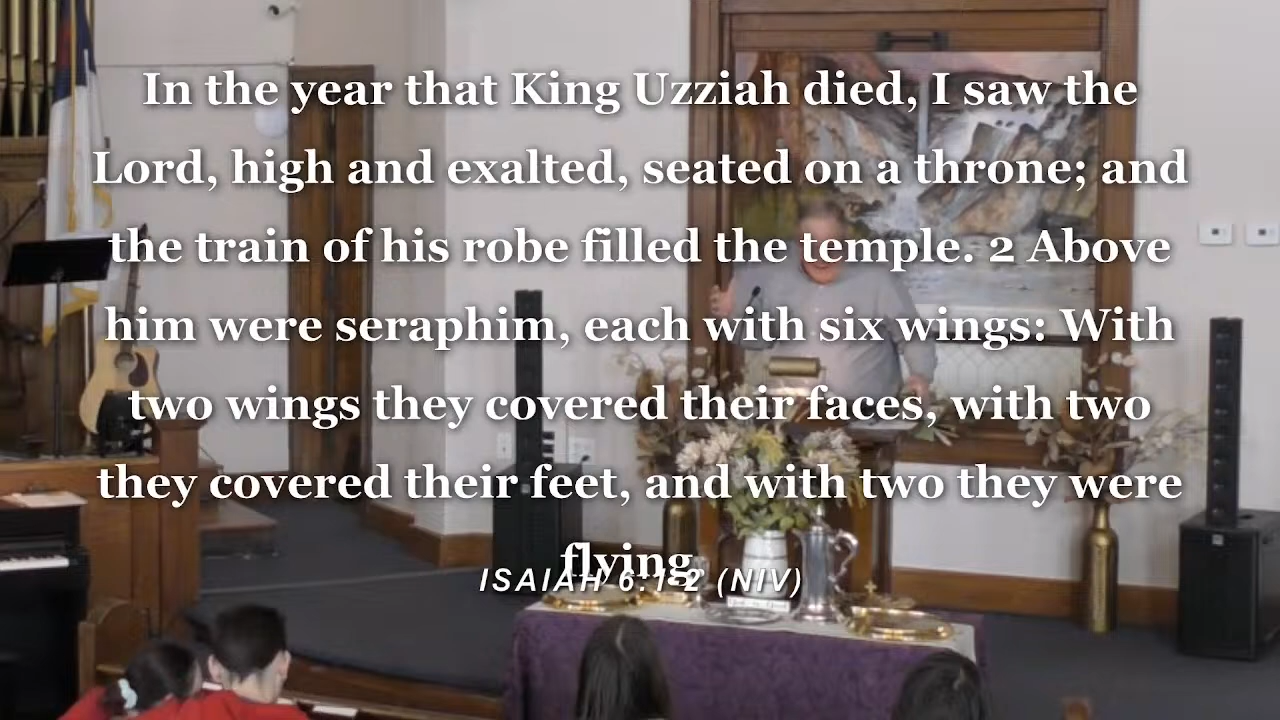 In the year that King Uzziah died, I saw the
Lord, high and exalted, seated on a throne; and
the train of his robe filled the temple. 2 Above
him were seraphim, each with six wings: With
two wings they covered their faces, with two
they covered their feet, and with two they were
flying.
ISAIAH 6:1-2 (NIV)